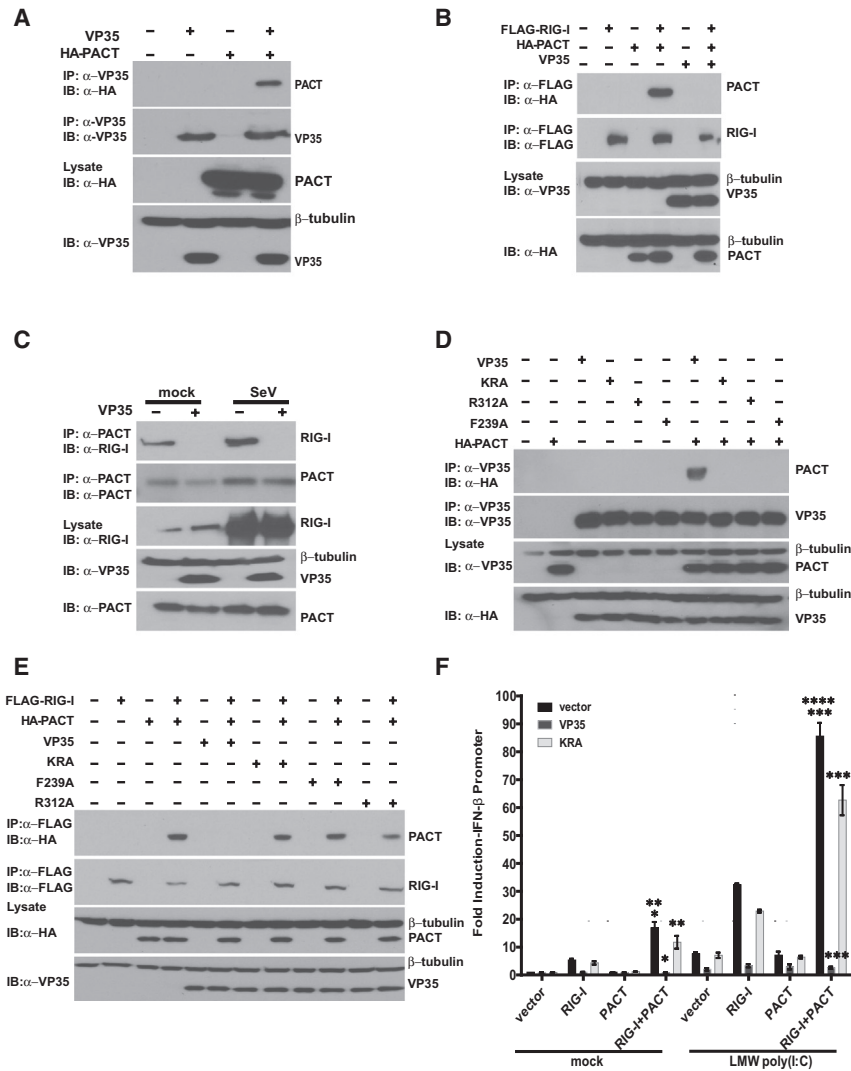 A
VP35 – + – +
HA-PACT – – + +
IP: α–VP35
IB: α–HA
PACT
IP: α-VP35
IB: α-VP35
VP35
Lysate
IB: α–HA
PACT
β–tubulin
IB: α–VP35
VP35
B
FLAG-RIG-I – + – + – +
HA-PACT – – + + – +
VP35 – – – – + +
IP: α–FLAG
IB: α–HA
PACT
IP: α–FLAG
IB: α–FLAG
RIG-I
Lysate
IB: α–VP35
β–tubulin
VP35
β–tubulin
IB: α–HA
PACT
C
mock SeV
VP35 – + – +
IP: α–PACT
IB: α–RIG-I
RIG-I
IP: α–PACT
IB: α–PACT
PACT
Lysate
IB: α–RIG-I
RIG-I
β–tubulin
IB: α–VP35
VP35
IB: α–PACT
PACT
D
VP35 – – + – – – + – – –
KRA – – – + – – – + – –
R312A – – – – + – – – + –
F239A – – – – – + – – – +
HA-PACT – + – – – – + + + +
IP: α–VP35
IB: α–HA
PACT
IP: α–VP35
IB: α–VP35
VP35
Lysate
β–tubulin
IB: α–VP35
PACT
β–tubulin
IB: α–HA
VP35
E
FLAG-RIG-I – + – + – + – + – + – +
HA-PACT – – + + – + – + – + – +
VP35 – – – – + + – – – – – –
KRA – – – – – – + + – – – –
F239A – – – – – – – – + + – –
R312A – – – – – – – – – – + +
IP:α–FLAG
IB:α–HA
PACT
IP:α–FLAG
IB:α–FLAG
RIG-I
Lysate
β–tubulin
IB:α–HA
PACT
β–tubulin
IB:α–VP35
VP35
F
Fold Induction-IFN-β Promoter
100
90
80
70
60
50
40
30
20
10
0
vector
VP35
KRA
**
*
*
**
****
***
***
***
vector RIG-I PACT RIG-I+PACT vector RIG-I PACT RIG-I+PACT
mock LMW poly(I:C)